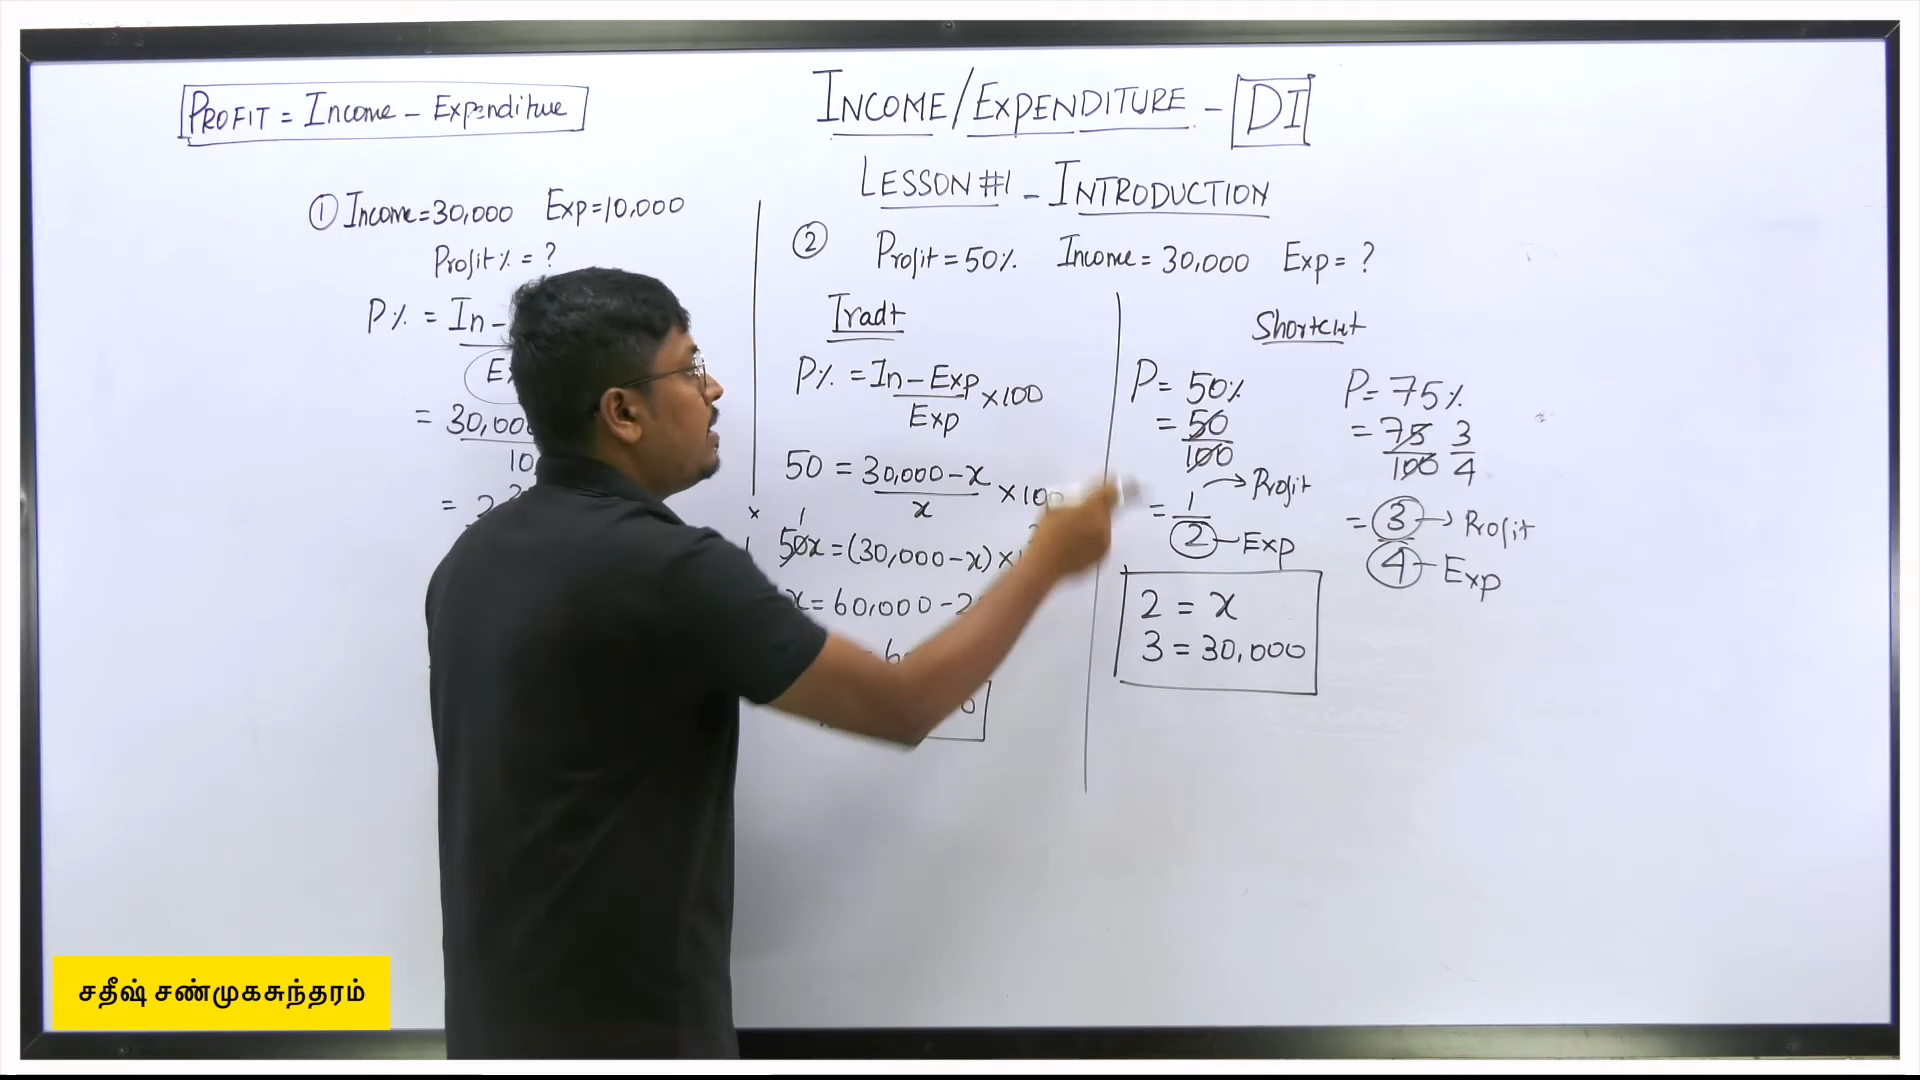 PROFIT = Income - Expenditure
INCOME/EXPENDITURE - DI
LESSON #1 - INTRODUCTION
① Income=30,000 Exp=10,000
Profit% = ?
P% = In -
= 30,000
10
=
② Profit=50% Income=30,000 Exp= ?
Tradt
P% = In - Exp ×100
Exp
50 = 30,000 - x ×100
x
1
50x = (30,000 - x) ×
x = 60,000 - 2
Shortcut
P = 50%
= 50
100
= 1 → Profit
2 - Exp
2 = x
3 = 30,000
P = 75%
= 75 3
100 4
= 3 → Profit
4 - Exp
சதீஷ் சண்முகசுந்தரம்